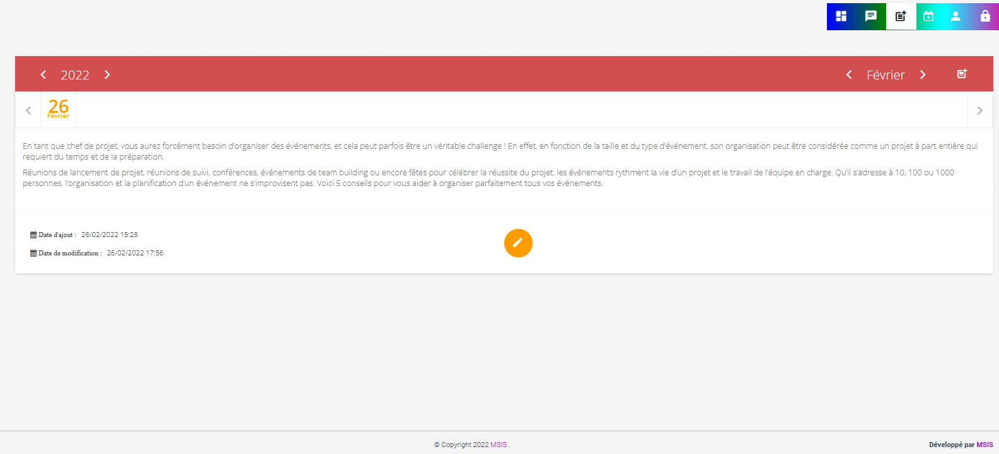 2022
Février
26
Février
En tant que chef de projet, vous aurez forcément besoin d’organiser des événements, et cela peut parfois être un véritable challenge ! En effet, en fonction de la taille et du type d’événement, son organisation peut être considérée comme un projet à part entière qui
requiert du temps et de la préparation.
Réunions de lancement de projet, réunions de suivi, conférences, événements de team building ou encore fêtes pour célébrer la réussite du projet, les événements rythment la vie d’un projet et le travail de l’équipe en charge. Qu’il s’adresse à 10, 100 ou 1000
personnes, l’organisation et la planification d’un événement ne s’improvisent pas. Voici 5 conseils pour vous aider à organiser parfaitement tous vos événements.
Date d'ajout : 26/02/2022 15:25
Date de modification : 26/02/2022 17:56
© Copyright 2022 MSIS .
Développé par MSIS